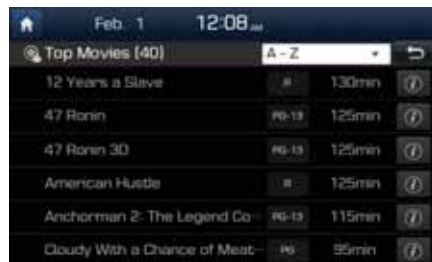 Feb. 1 12:08 AM
Top Movies (40) A - Z
12 Years a Slave R 130min
47 Ronin PG-13 125min
47 Ronin 3D PG-13 125min
American Hustle R 125min
Anchorman 2: The Legend Co··· PG-13 115min
Cloudy With a Chance of Meat··· PG 95min